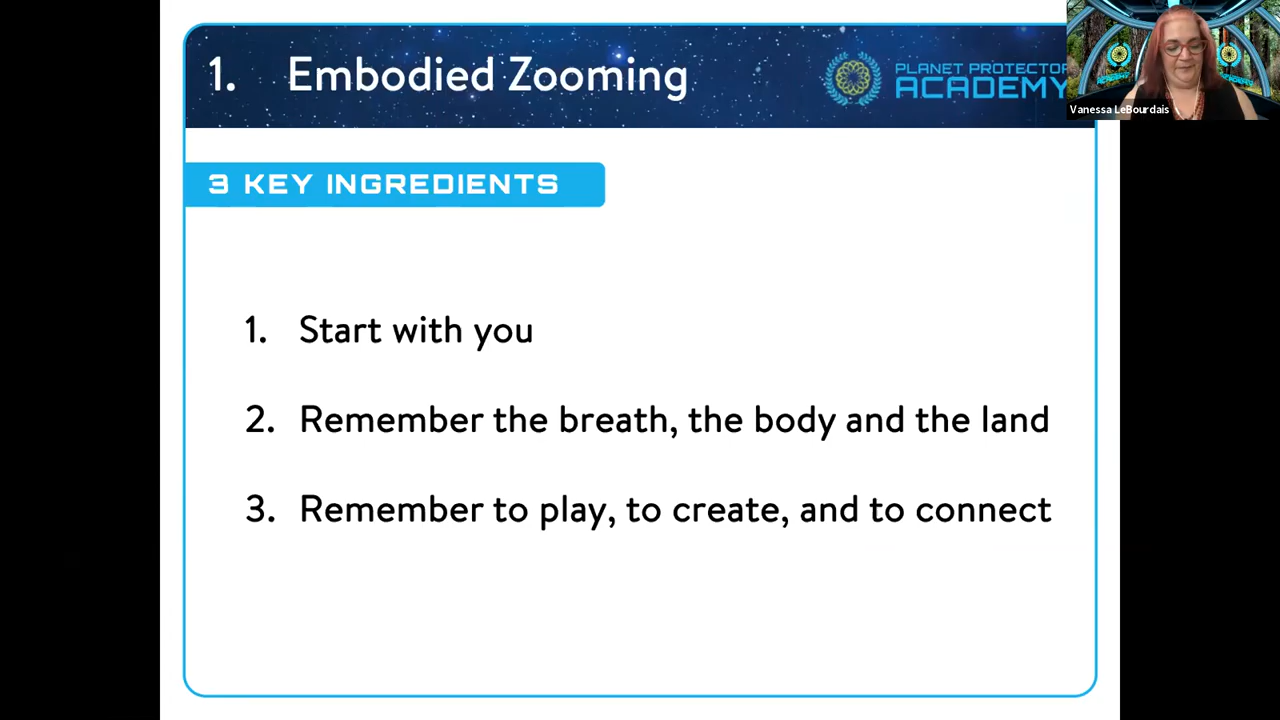 1. Embodied Zooming
PLANET PROTECTOR
ACADEMY
Vanessa LeBourdais
3 KEY INGREDIENTS
1. Start with you
2. Remember the breath, the body and the land
3. Remember to play, to create, and to connect